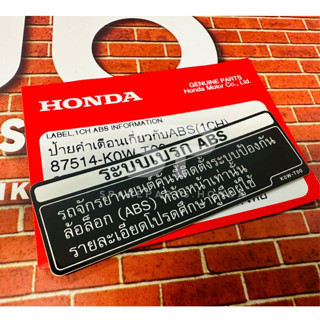 GENUINE PARTS
Honda Motor Co., Ltd.
HONDA
LABEL,1CH ABS INFORMATION
ป้ายคำเตือนเกี่ยวกับABS(1CH)
87514-K0W-T00
ระบบเบรก ABS
รถจักรยานยนต์คันนี้ติดตั้งระบบป้องกัน
ล้อล็อก (ABS) ที่ล้อหน้าเท่านั้น
รายละเอียดโปรดศึกษาคู่มือผู้ใช้
K0W-T00